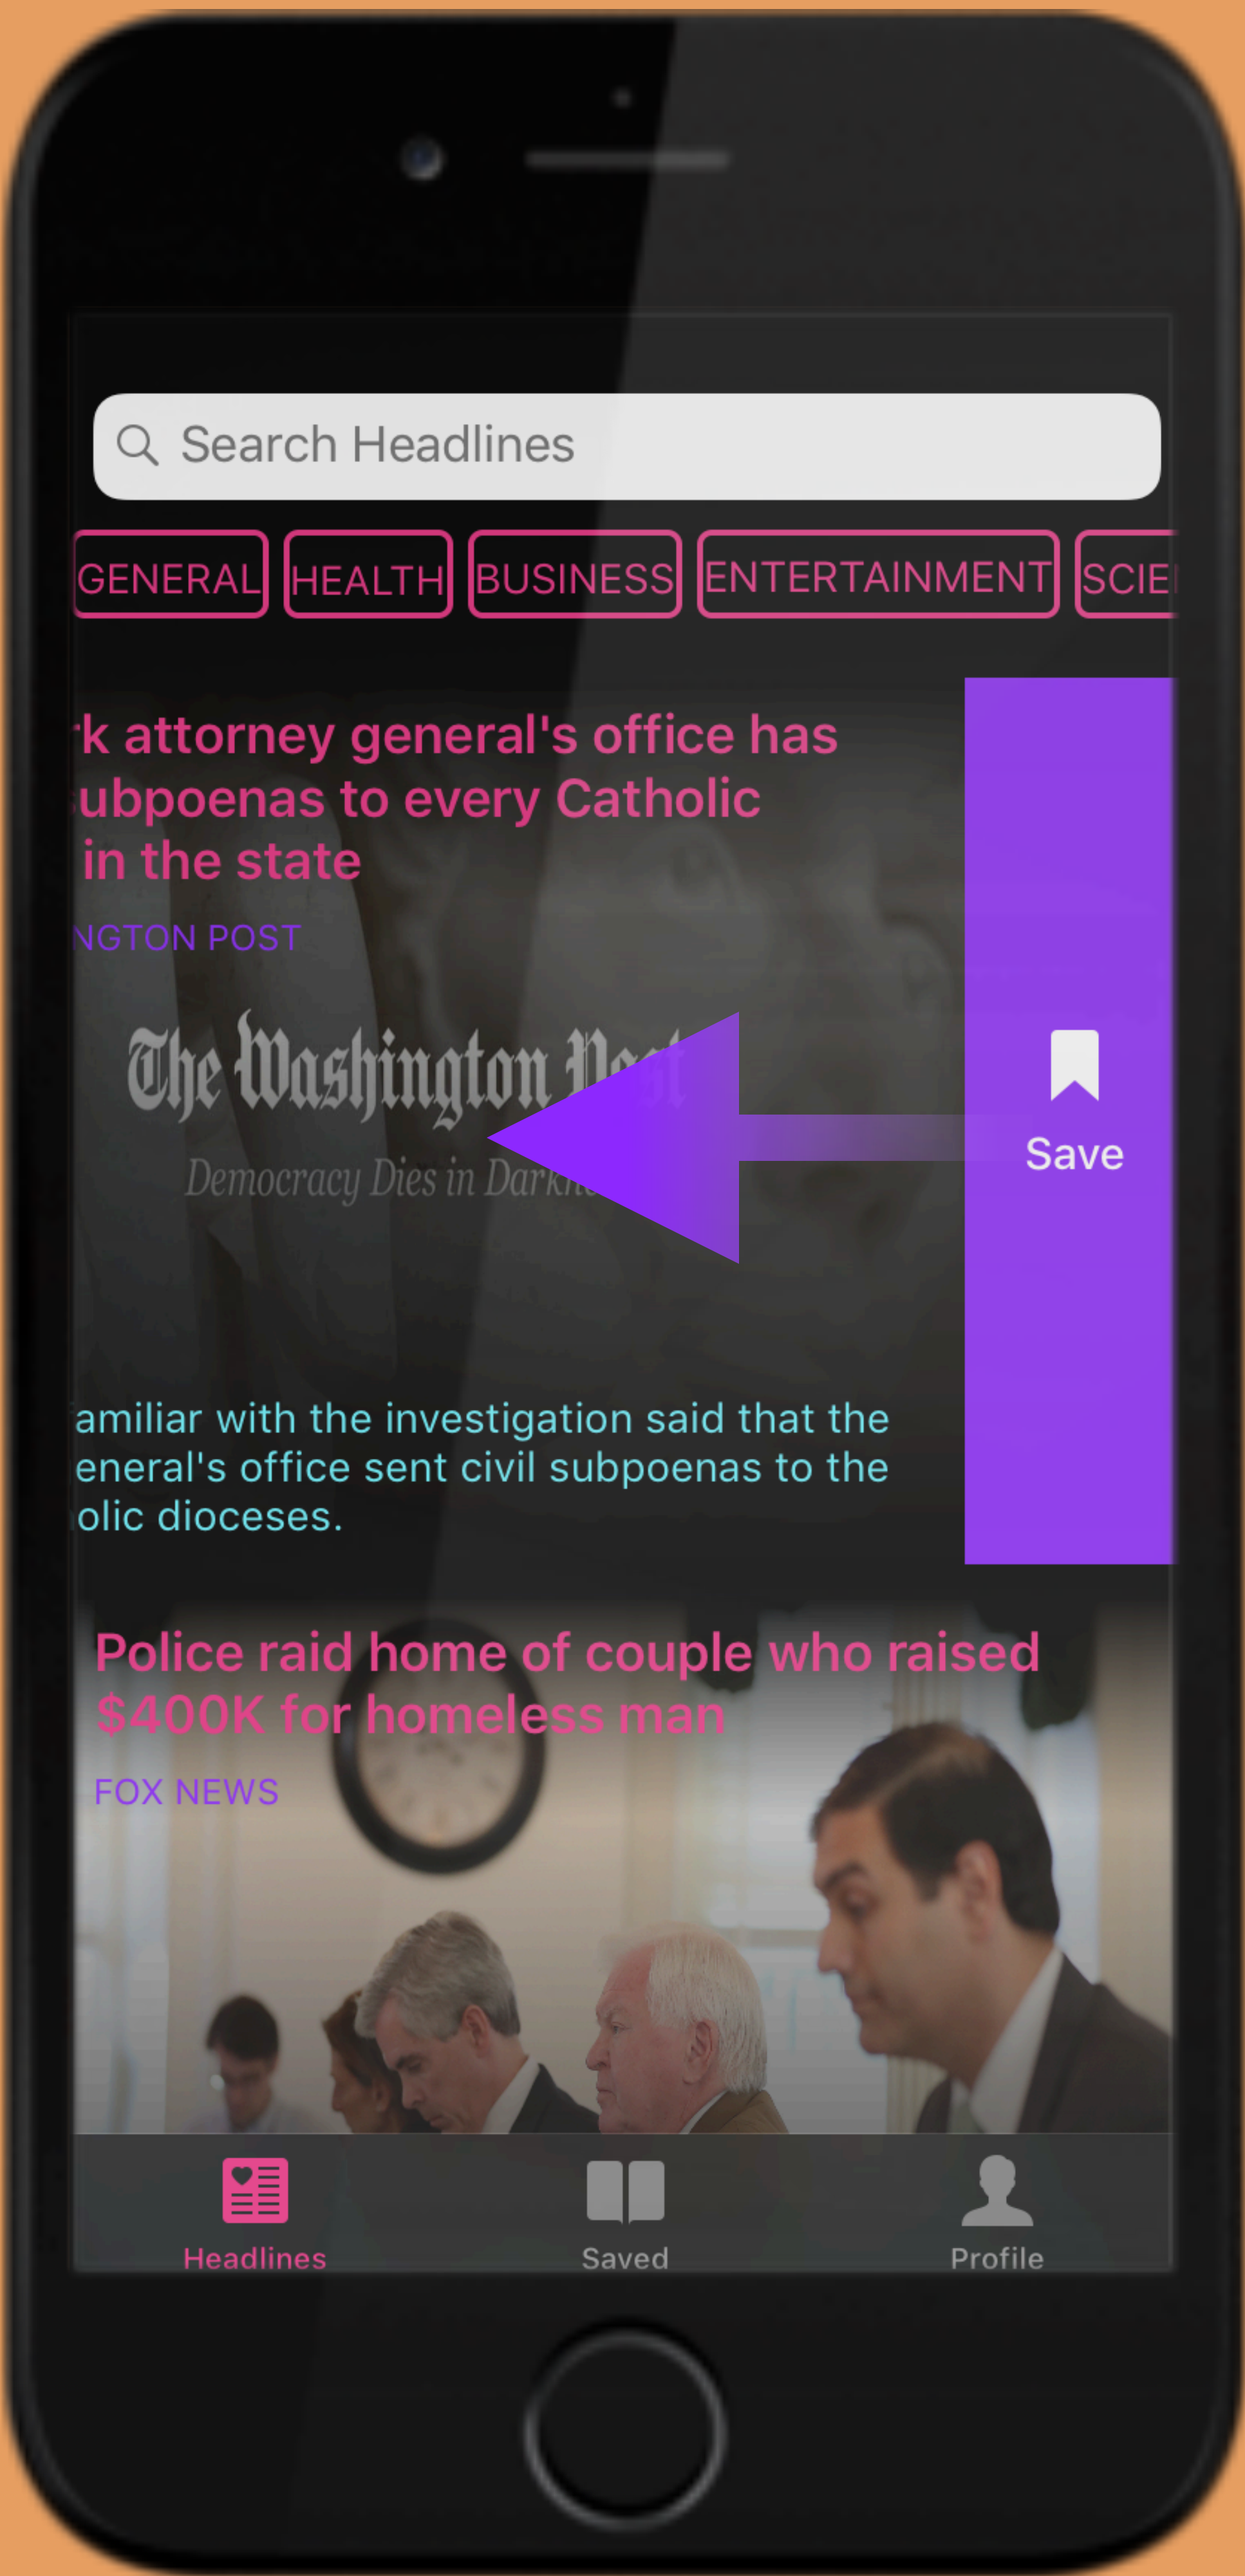 Search Headlines
GENERAL HEALTH BUSINESS ENTERTAINMENT SCIE
rk attorney general's office has
subpoenas to every Catholic
in the state
NGTON POST
The Washington Post
Democracy Dies in Dark
Save
amiliar with the investigation said that the
eneral's office sent civil subpoenas to the
olic dioceses.
Police raid home of couple who raised
$400K for homeless man
FOX NEWS
Headlines Saved Profile